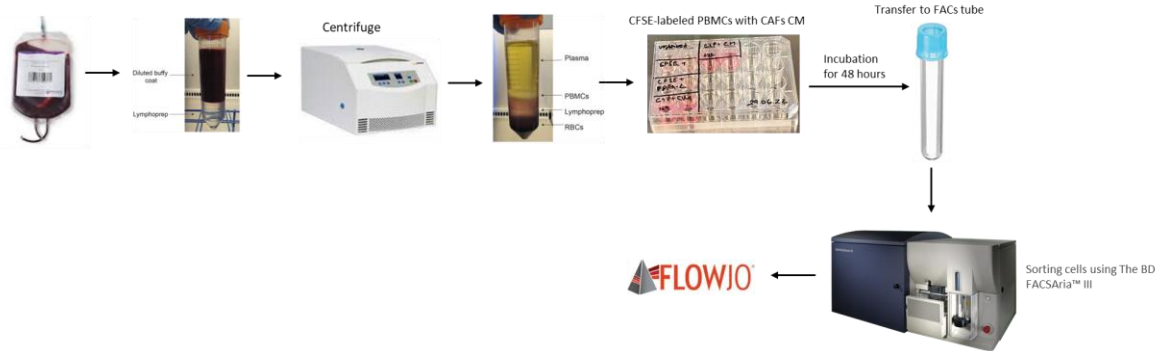 Transfer to FACs tube
CFSE-labeled PBMCs with CAFs CM
Centrifuge
Diluted buffy
coat
Lymphoprep
Plasma
PBMCs
Lymphoprep
RBCs
Incubation
for 48 hours
FLOWJO
Sorting cells using The BD
FACSAria™ III